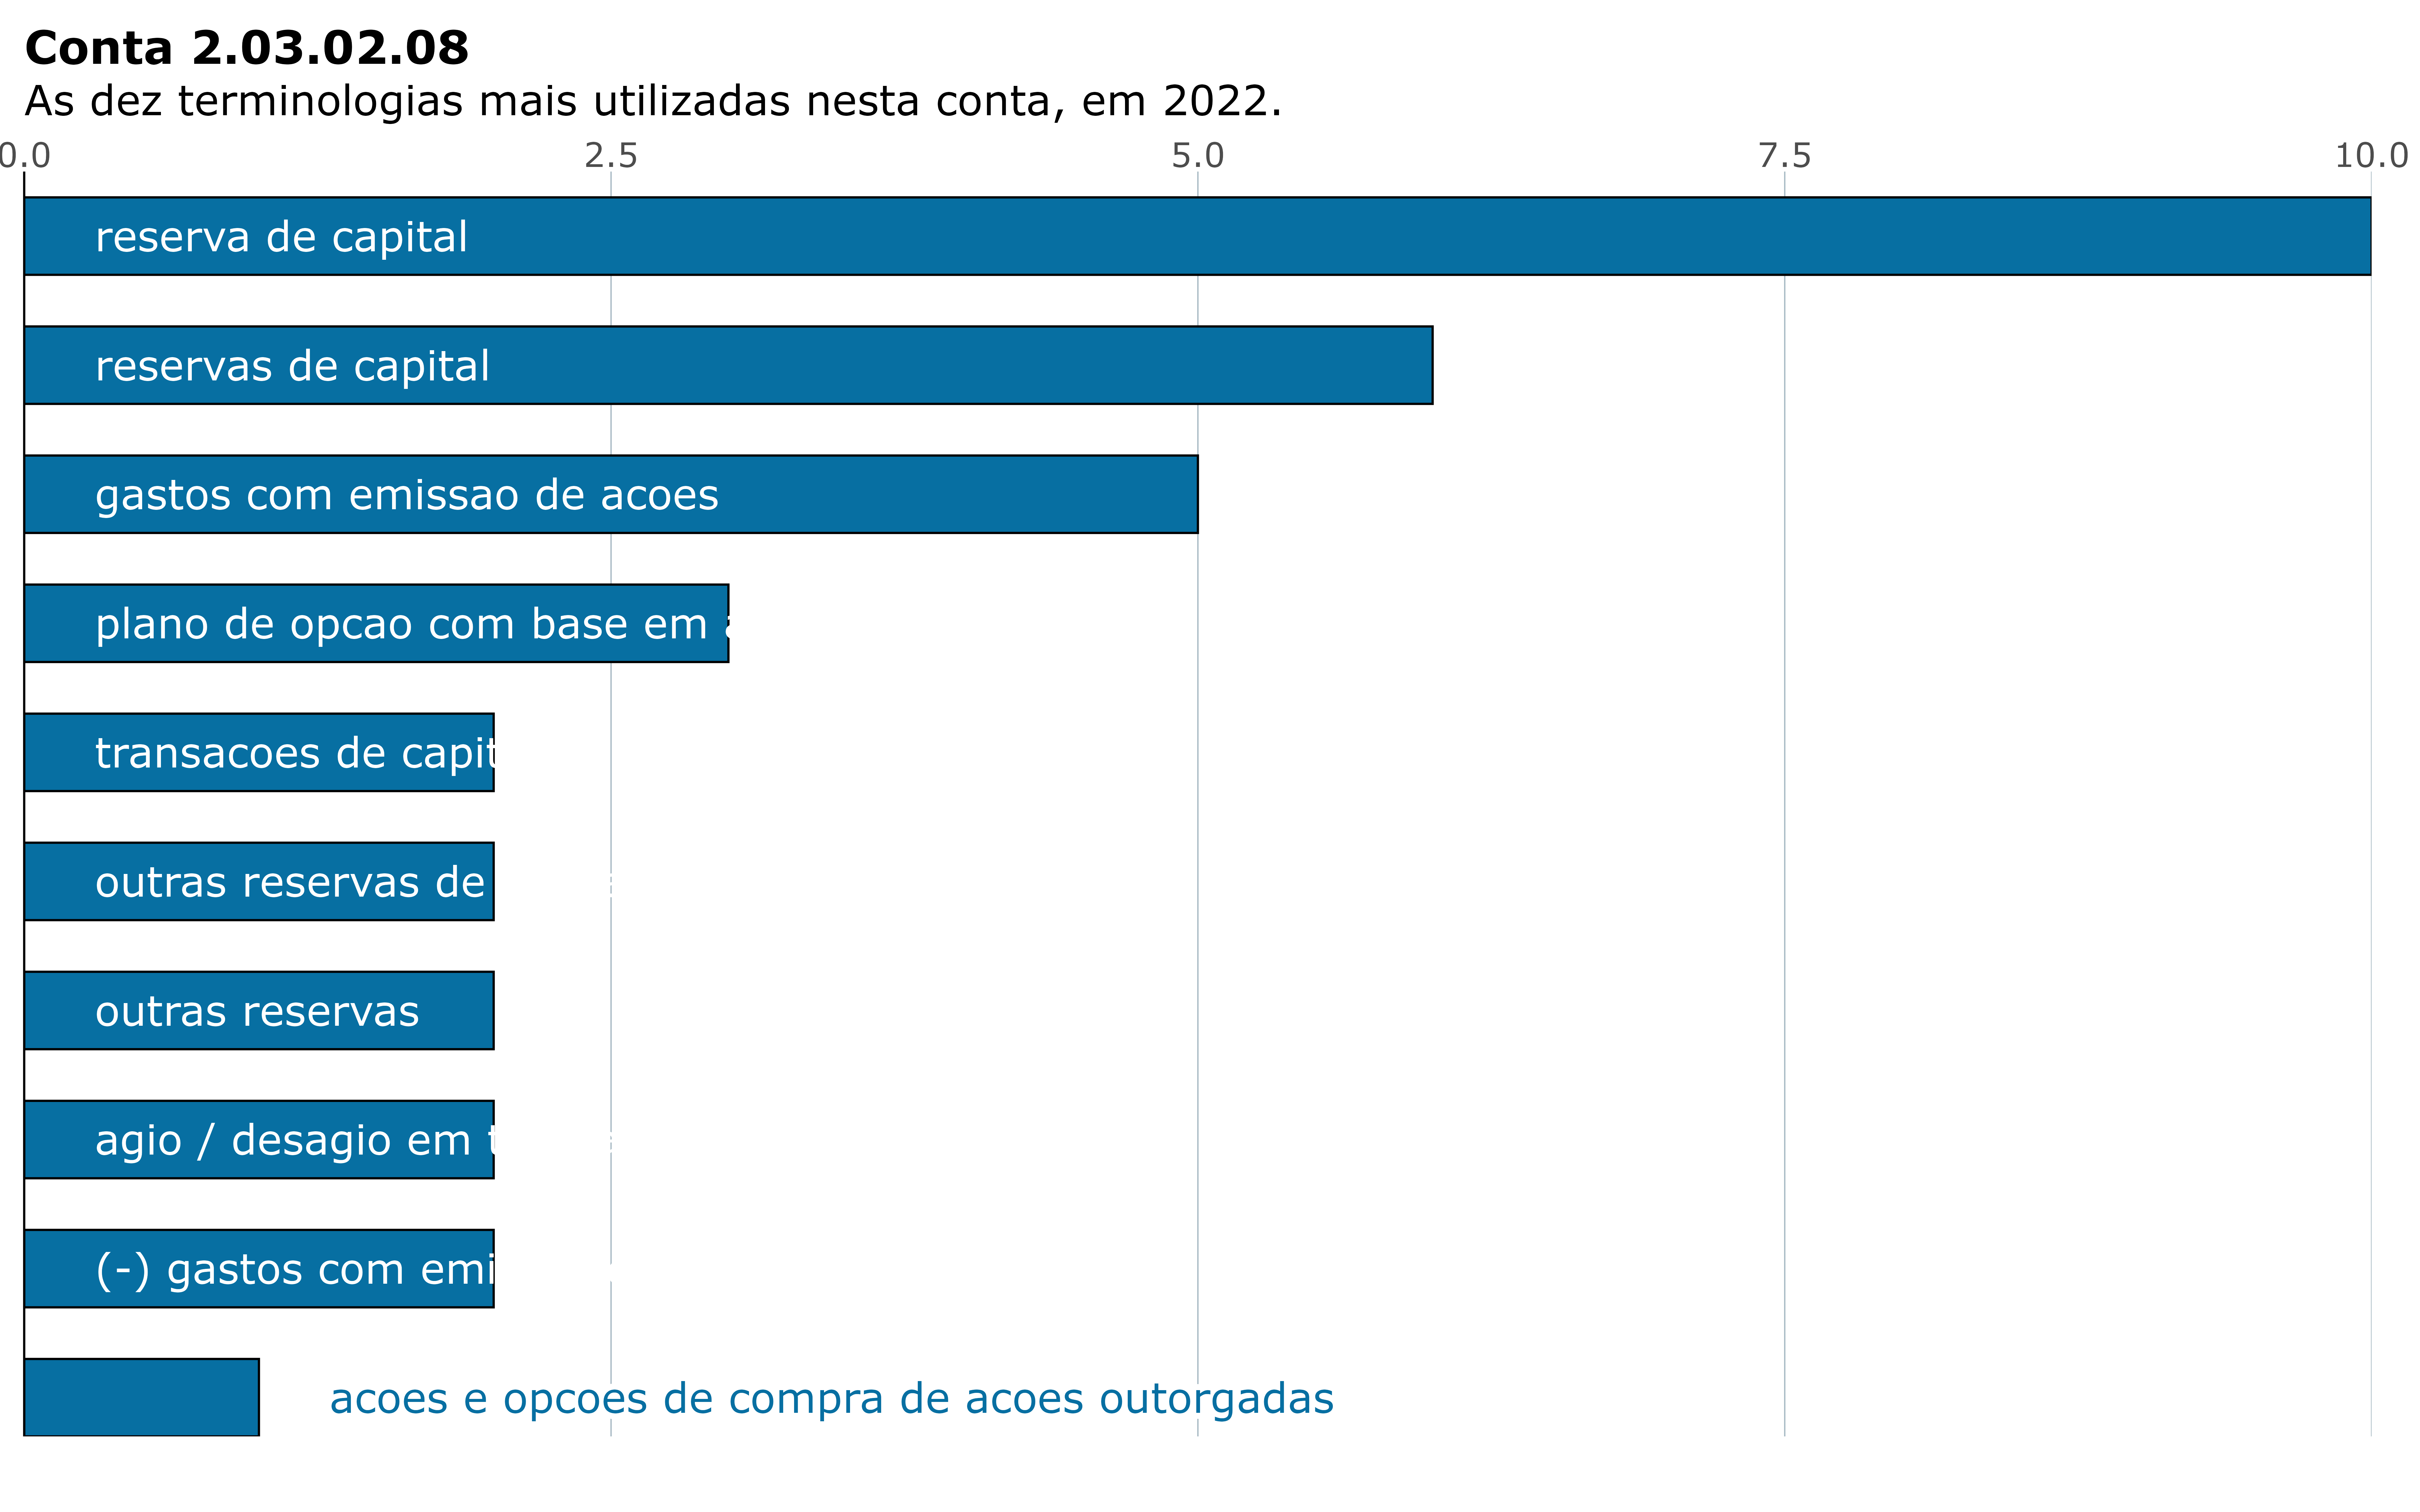 Conta 2.03.02.08
As dez terminologias mais utilizadas nesta conta, em 2022.
0.0 2.5 5.0 7.5 10.0
reserva de capital
reservas de capital
gastos com emissao de acoes
plano de opcao com base em
transacoes de
outras reservas de
outras reservas
agio / desagio em
(-) gastos com
acoes e opcoes de compra de acoes outorgadas